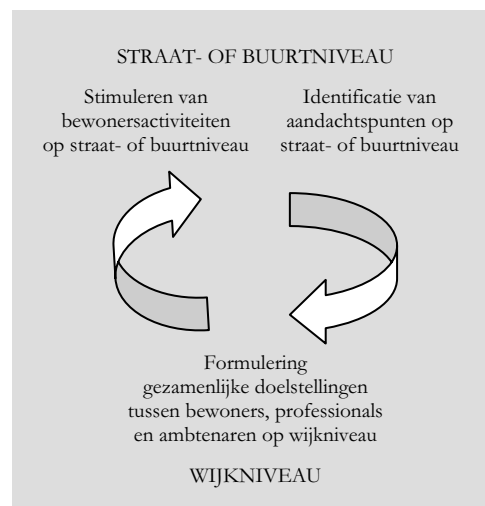 STRAAT- OF BUURTNIVEAU
Stimuleren van
bewonersactiviteiten
op straat- of buurtniveau
Identificatie van
aandachtspunten op
straat- of buurtniveau
Formulering
gezamenlijke doelstellingen
tussen bewoners, professionals
en ambtenaren op wijkniveau
WIJKNIVEAU